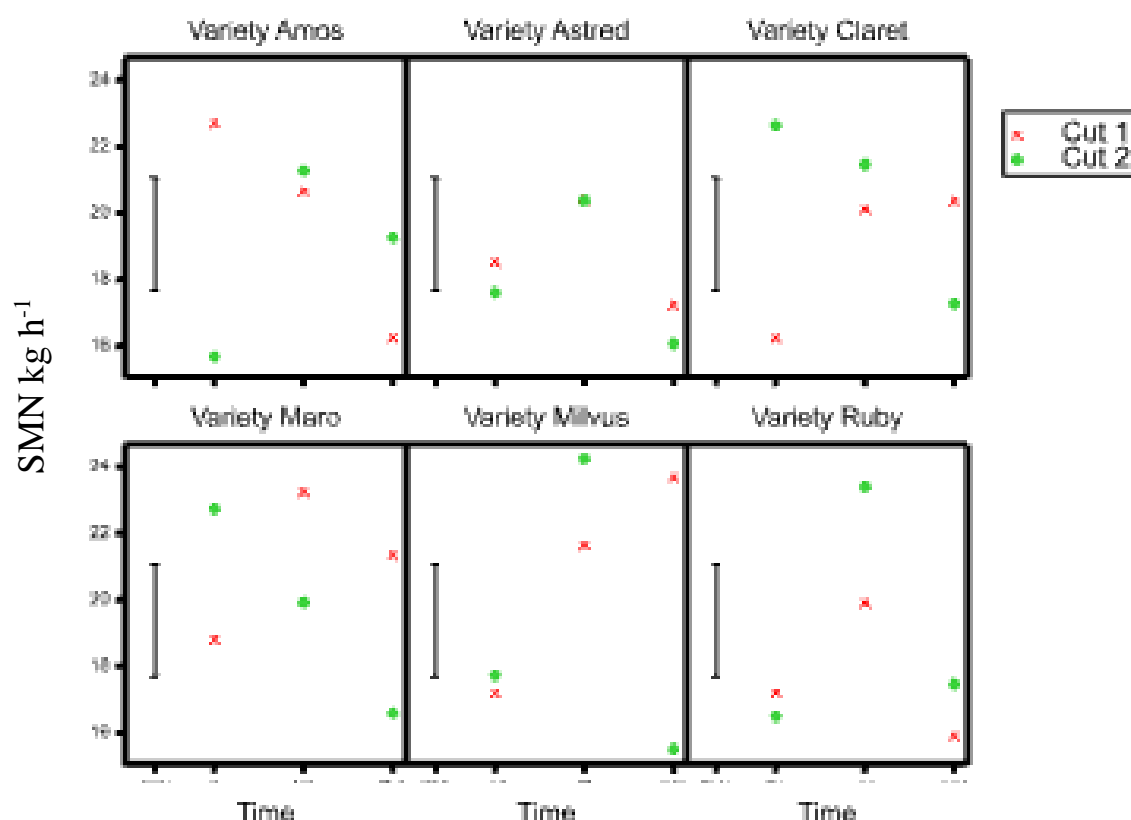 Variety Amos
Variety Astred
Variety Claret
24
22
20
18
16
Cut 1
Cut 2
SMN kg h-1
Variety Maro
Variety Milvus
Variety Ruby
24
22
20
18
16
Time
Time
Time